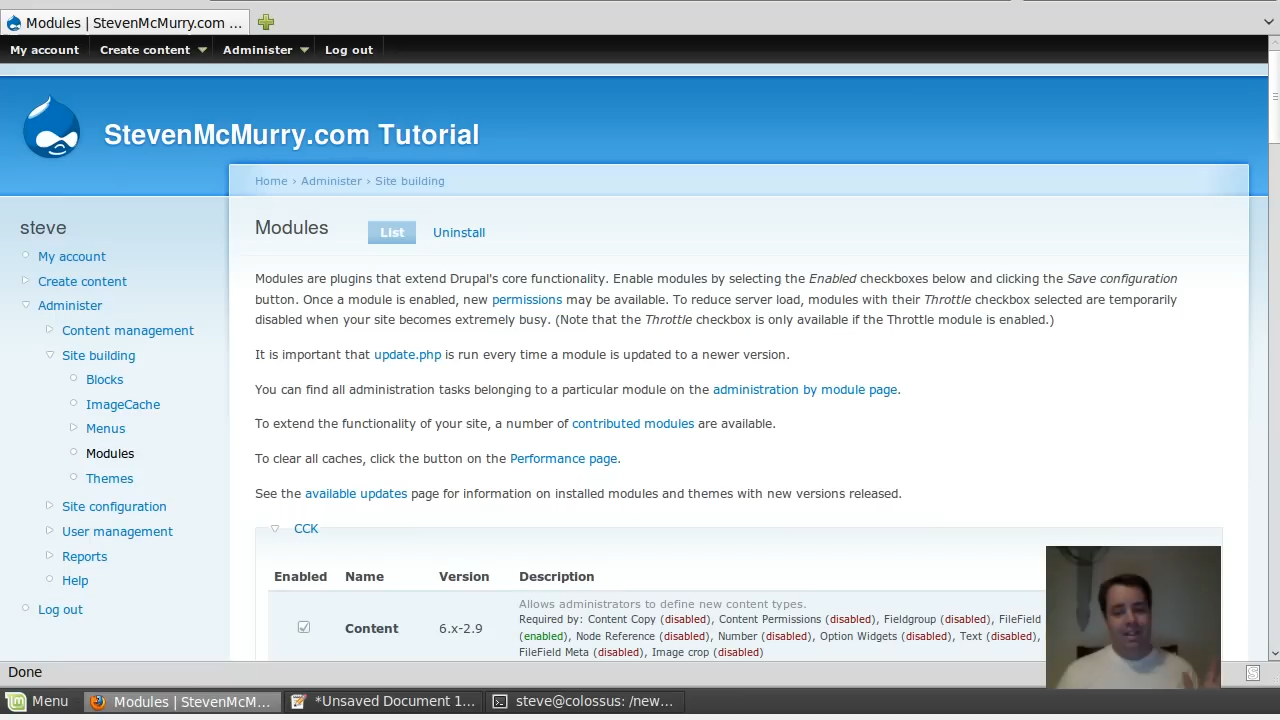 Modules | StevenMcMurry.com ...
My account Create content Administer Log out
StevenMcMurry.com Tutorial
Home › Administer › Site building
steve
My account
Create content
Administer
Content management
Site building
Blocks
ImageCache
Menus
Modules
Themes
Site configuration
User management
Reports
Help
Log out
Modules List Uninstall
Modules are plugins that extend Drupal's core functionality. Enable modules by selecting the Enabled checkboxes below and clicking the Save configuration
button. Once a module is enabled, new permissions may be available. To reduce server load, modules with their Throttle checkbox selected are temporarily
disabled when your site becomes extremely busy. (Note that the Throttle checkbox is only available if the Throttle module is enabled.)
It is important that update.php is run every time a module is updated to a newer version.
You can find all administration tasks belonging to a particular module on the administration by module page.
To extend the functionality of your site, a number of contributed modules are available.
To clear all caches, click the button on the Performance page.
See the available updates page for information on installed modules and themes with new versions released.
CCK
Enabled Name Version Description
Content 6.x-2.9
Allows administrators to define new content types.
Required by: Content Copy (disabled), Content Permissions (disabled), Fieldgroup (disabled), FileField
(enabled), Node Reference (disabled), Number (disabled), Option Widgets (disabled), Text (disabled),
FileField Meta (disabled), Image crop (disabled)
Done
Menu Modules | StevenMcM... *Unsaved Document 1... steve@colossus: /new...